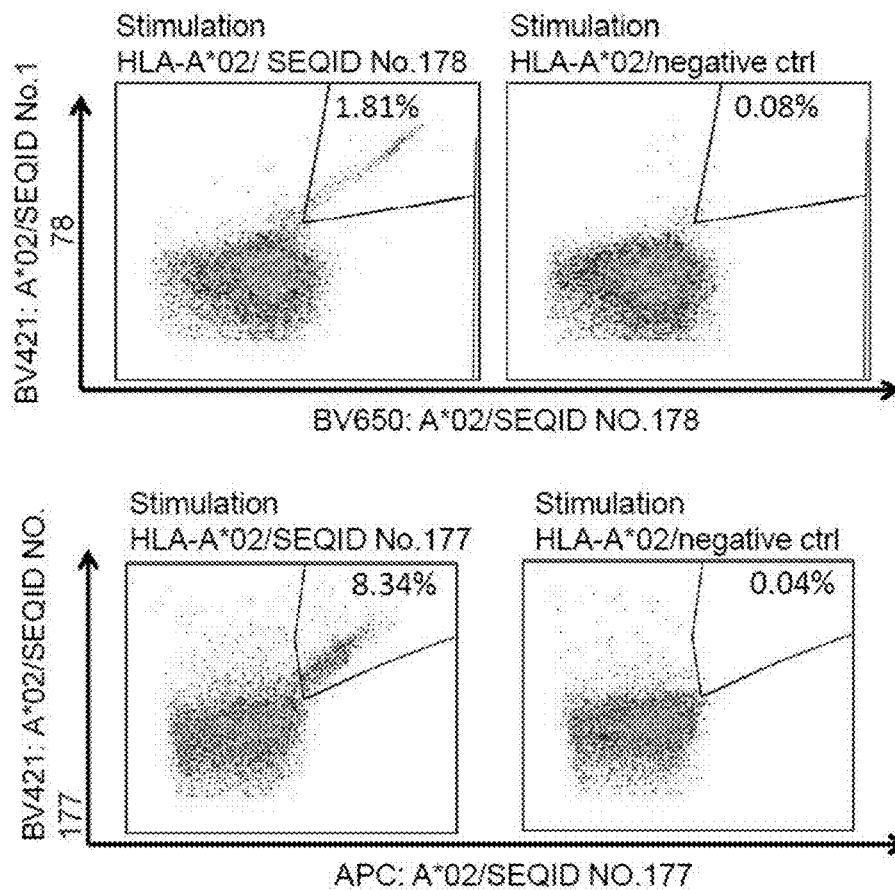 Stimulation
HLA-A*02/ SEQID No.178
Stimulation
HLA-A*02/negative ctrl
1.81%
0.08%
BV421: A*02/SEQID No.1
78
BV650: A*02/SEQID NO.178
Stimulation
HLA-A*02/SEQID No.177
Stimulation
HLA-A*02/negative ctrl
8.34%
0.04%
BV421: A*02/SEQID NO.
177
APC: A*02/SEQID NO.177